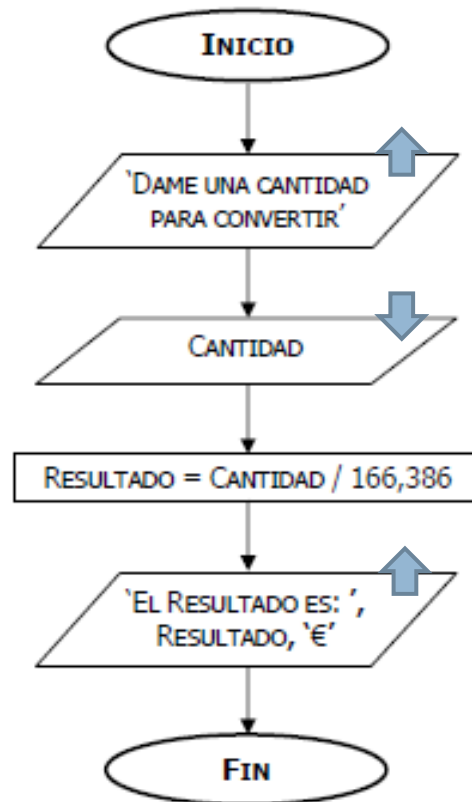 INICIO
‘DAME UNA CANTIDAD
PARA CONVERTIR’
CANTIDAD
RESULTADO = CANTIDAD / 166,386
‘EL RESULTADO ES: ’,
RESULTADO, ‘€’
FIN